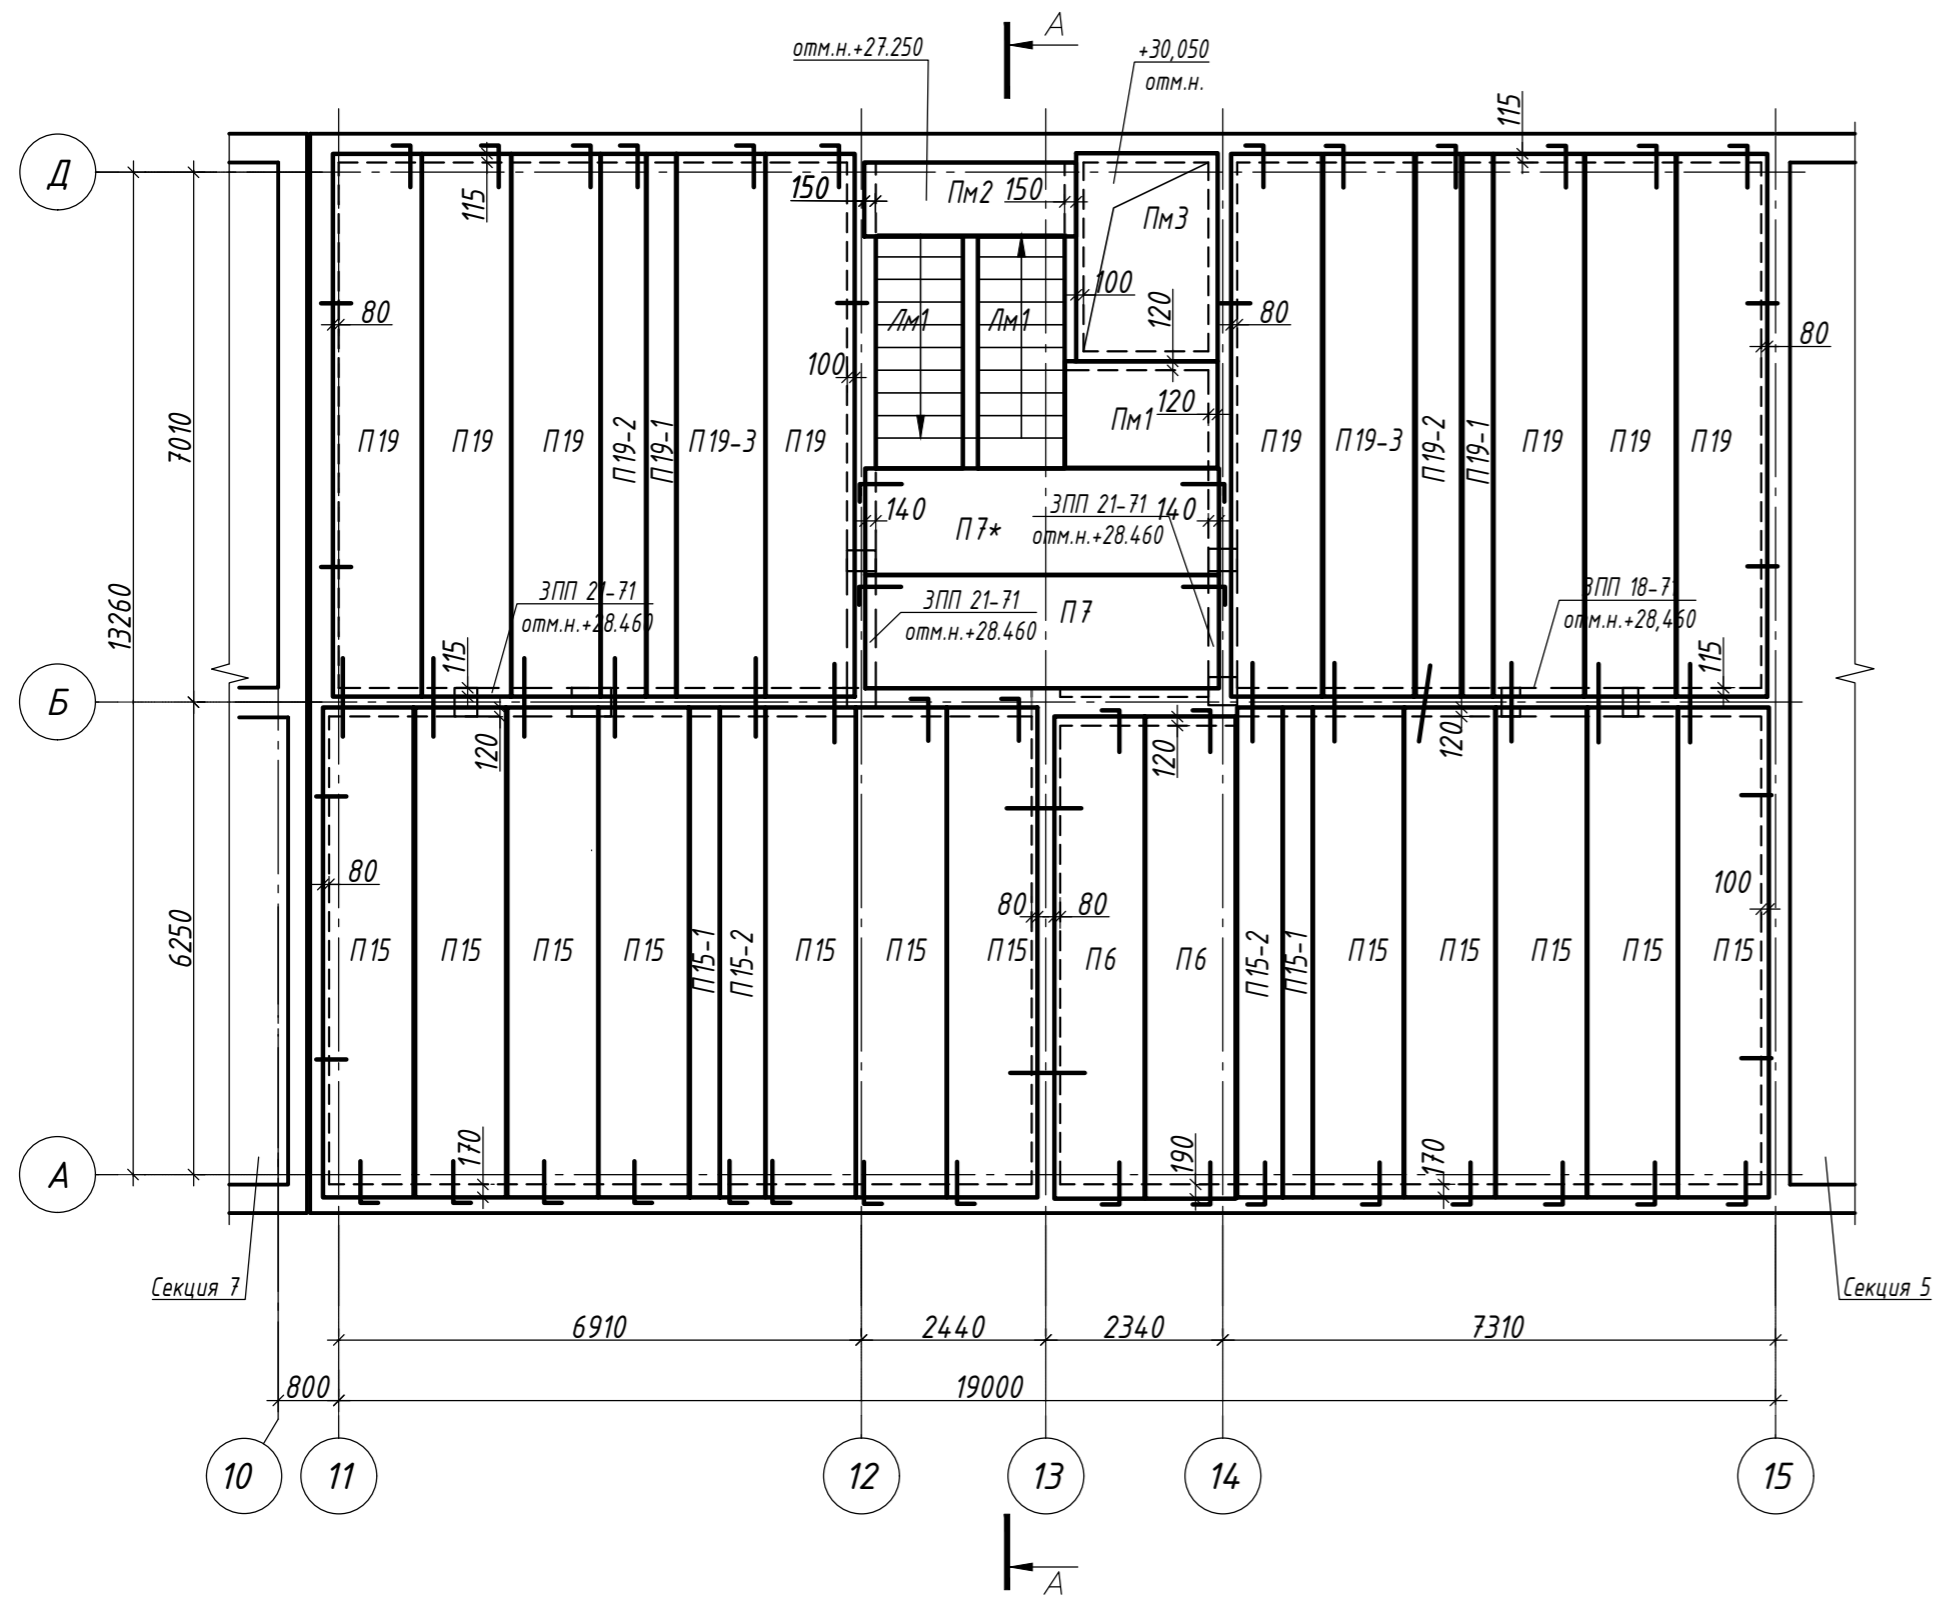 А
отм.н.+27.250
+30,050
отм.н.
115
Д
115
150
Пм2
150
Пм3
80
100
120
80
80
Лм1
Лм1
100
Пм1
120
7010
П19
П19
П19
П19-2
П19-1
П19-3
П19
П19
П19-3
П19-2
П19-1
П19
П19
П19
140
ЗПП 21-71
отм.н.+28.460
140
П7*
13260
ЗПП 21-71
отм.н.+28.460
ЗПП 21-71
отм.н.+28.460
П7
ЗПП 18-71
отм.н.+28,460
115
115
Б
120
120
120
80
80
80
100
6250
П15
П15
П15
П15
П15-1
П15-2
П15
П15
П15
П6
П6
П15-2
П15-1
П15
П15
П15
П15
П15
170
190
170
А
Секция 7
Секция 5
6910
2440
2340
7310
800
19000
10
11
12
13
14
15
А